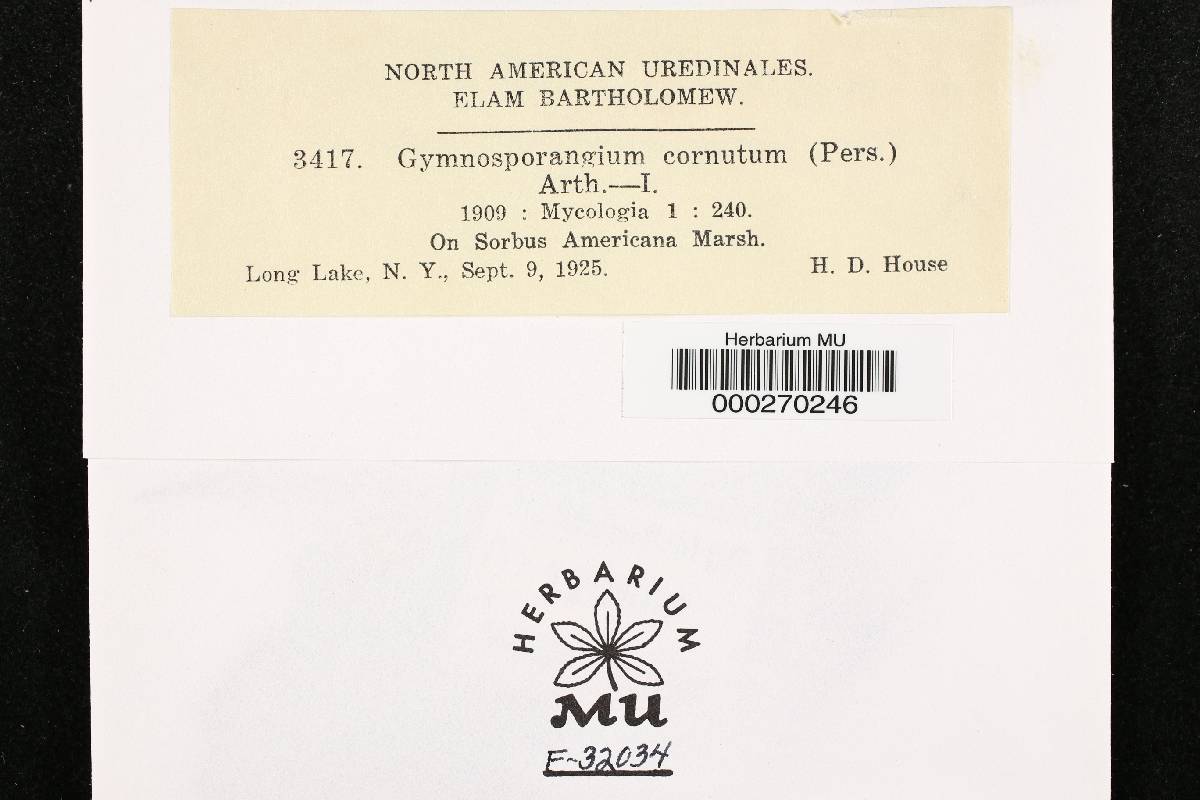 NORTH AMERICAN UREDINALES.
ELAM BARTHOLOMEW.
3417. Gymnosporangium cornutum (Pers.)
Arth.—I.
1909 : Mycologia 1 : 240.
On Sorbus Americana Marsh.
Long Lake, N. Y., Sept. 9, 1925. H. D. House
Herbarium MU
000270246
HERBARIUM
MU
F-32034